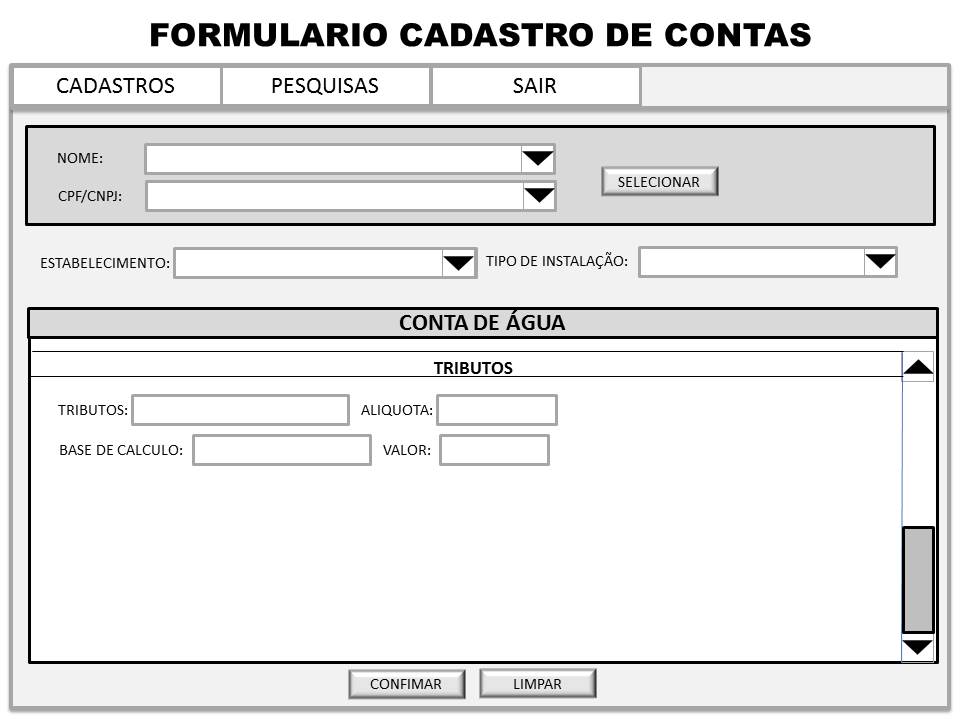 FORMULARIO CADASTRO DE CONTAS
CADASTROS PESQUISAS SAIR
NOME:
CPF/CNPJ:
SELECIONAR
ESTABELECIMENTO: TIPO DE INSTALAÇÃO:
CONTA DE ÁGUA
TRIBUTOS
TRIBUTOS: ALIQUOTA:
BASE DE CALCULO: VALOR:
CONFIMAR LIMPAR